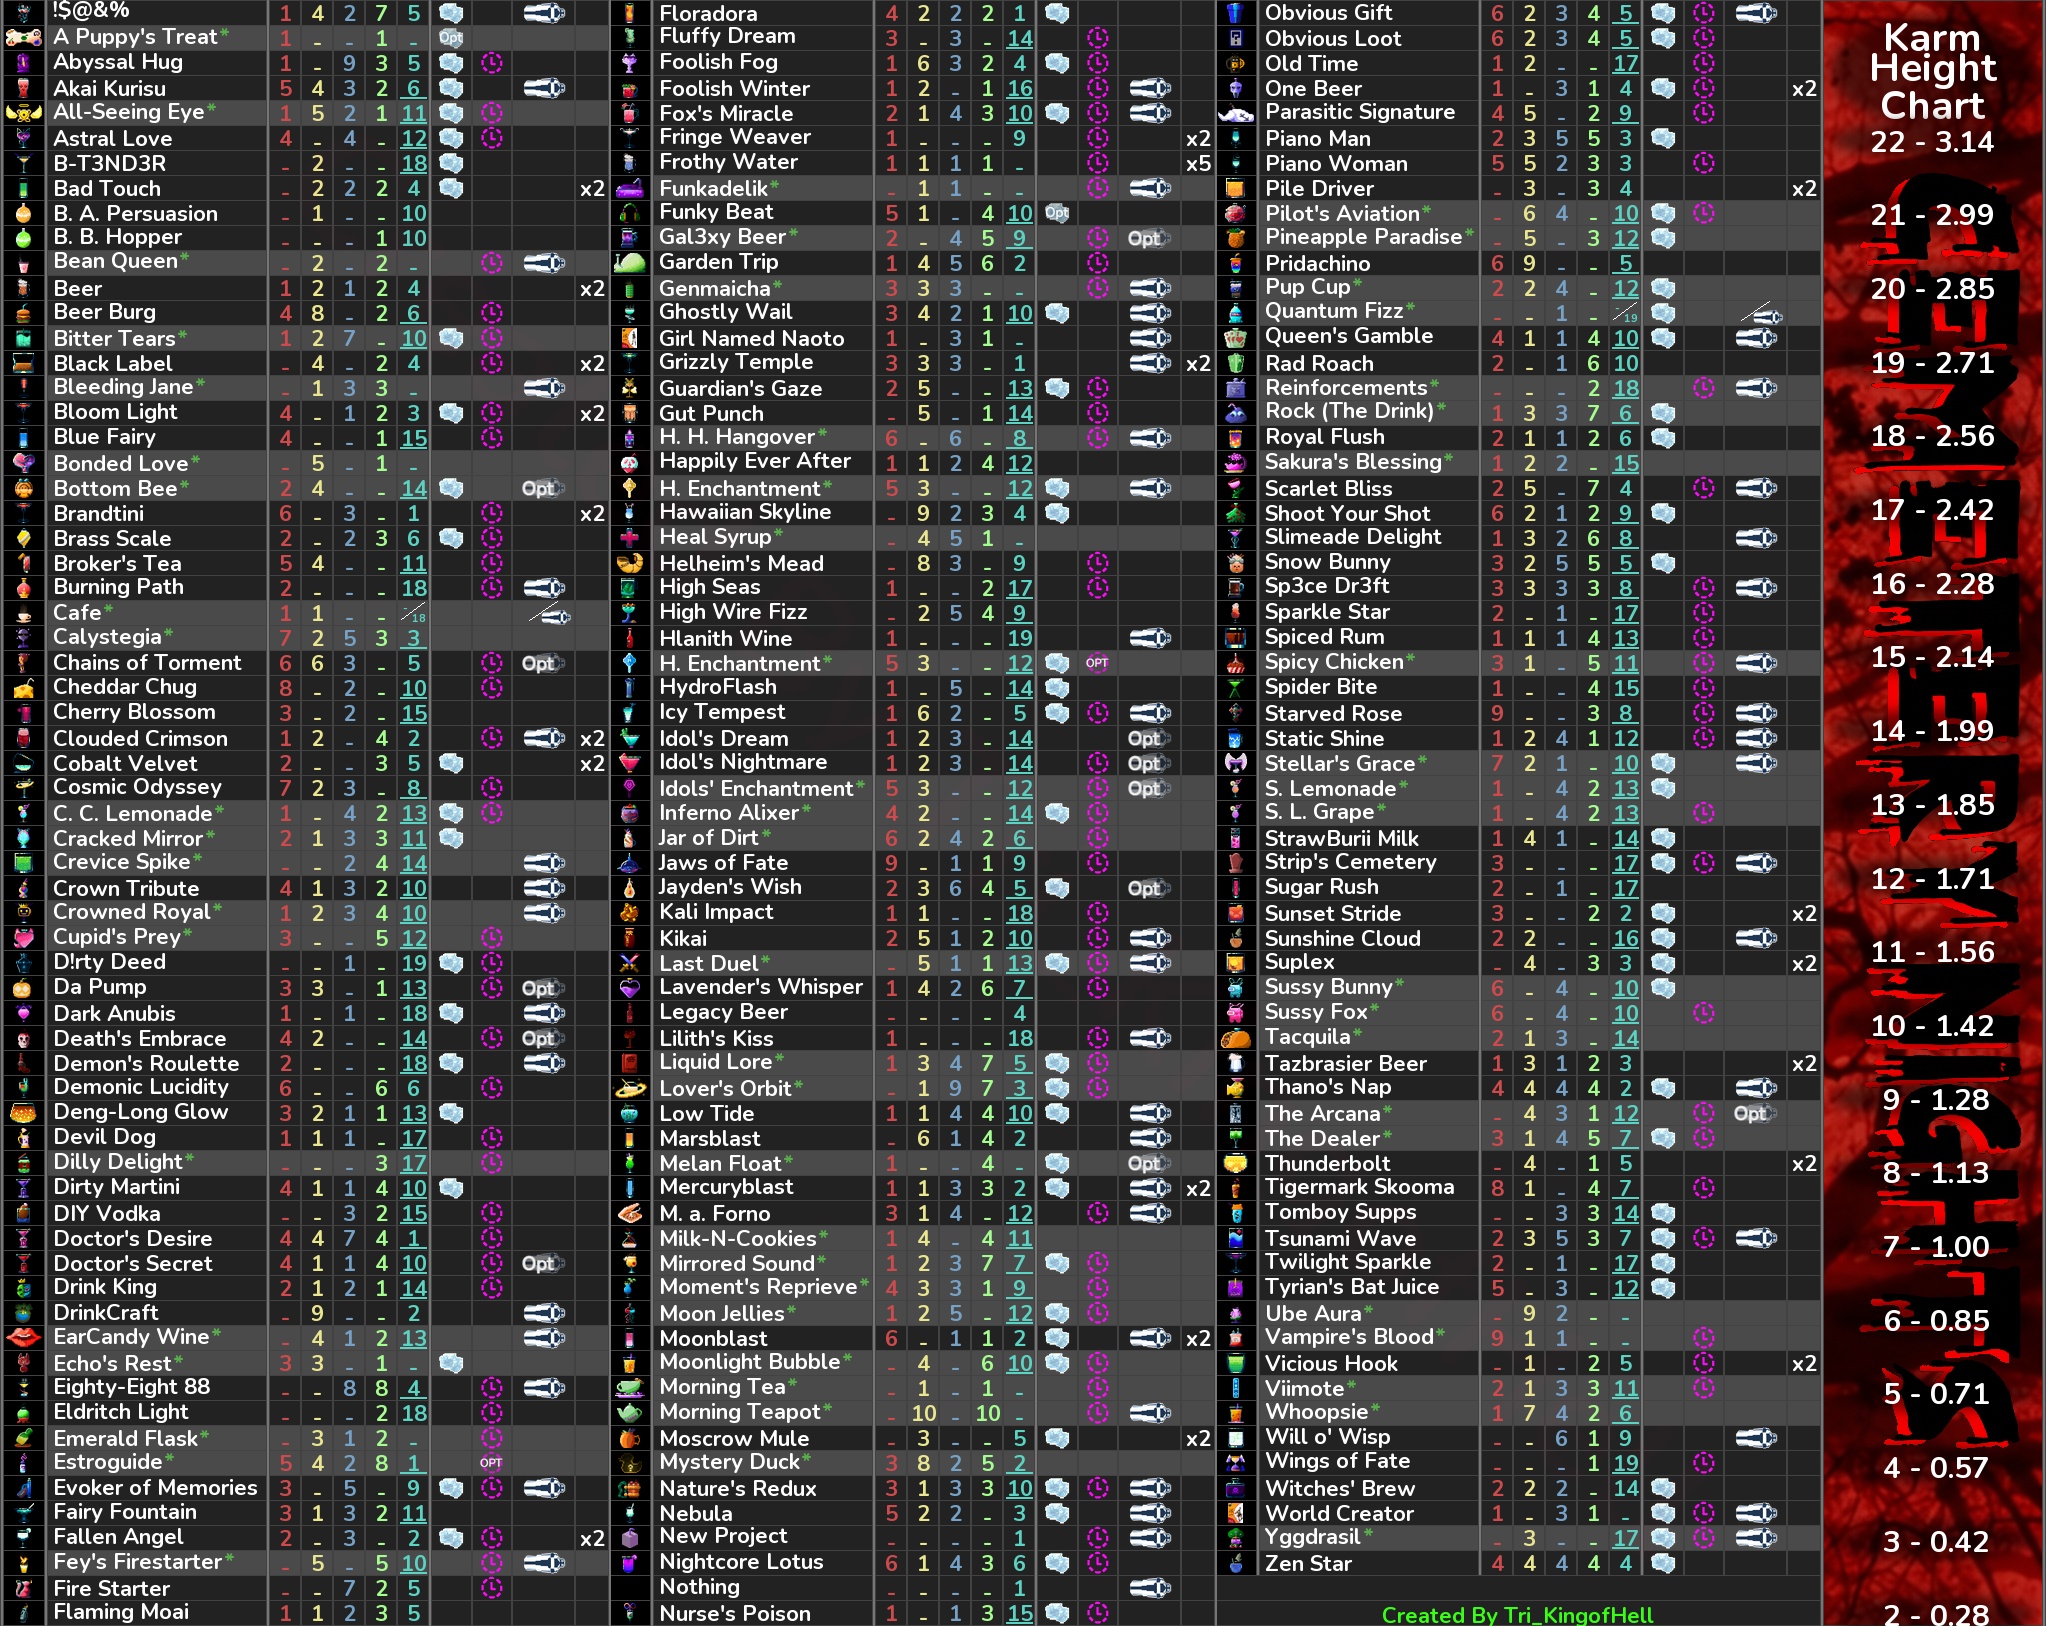 !$@&% 1 4 2 7 5
A Puppy's Treat* 1 - - 1 - Opt
Abyssal Hug 1 - 9 3 5
Akai Kurisu 5 4 3 2 6
All-Seeing Eye* 1 5 2 1 11
Astral Love 4 - 4 - 12
B-T3ND3R - 2 - - 18
Bad Touch - 2 2 2 4 x2
B. A. Persuasion - 1 - - 10
B. B. Hopper - - - 1 10
Bean Queen* - 2 - 2 -
Beer 1 2 1 2 4 x2
Beer Burg 4 8 - 2 6
Bitter Tears* 1 2 7 - 10
Black Label - 4 - 2 4 x2
Bleeding Jane* - 1 3 3 -
Bloom Light 4 - 1 2 3 x2
Blue Fairy 4 - - 1 15
Bonded Love* - 5 - 1 -
Bottom Bee* 2 4 - - 14 Opt
Brandtini 6 - 3 - 1 x2
Brass Scale 2 - 2 3 6
Broker's Tea 5 4 - - 11
Burning Path 2 - - - 18
Cafe* 1 1 - - -/18
Calystegia* 7 2 5 3 3
Chains of Torment 6 6 3 - 5 Opt
Cheddar Chug 8 - 2 - 10
Cherry Blossom 3 - 2 - 15
Clouded Crimson 1 2 - 4 2 x2
Cobalt Velvet 2 - - 3 5 x2
Cosmic Odyssey 7 2 3 - 8
C. C. Lemonade* 1 - 4 2 13
Cracked Mirror* 2 1 3 3 11
Crevice Spike* - - 2 4 14
Crown Tribute 4 1 3 2 10
Crowned Royal* 1 2 3 4 10
Cupid's Prey* 3 - - 5 12
D!rty Deed - - 1 - 19
Da Pump 3 3 - 1 13 Opt
Dark Anubis 1 - 1 - 18
Death's Embrace 4 2 - - 14 Opt
Demon's Roulette 2 - - - 18
Demonic Lucidity 6 - - 6 6
Deng-Long Glow 3 2 1 1 13
Devil Dog 1 1 1 - 17
Dilly Delight* - - - 3 17
Dirty Martini 4 1 1 4 10
DIY Vodka - - 3 2 15
Doctor's Desire 4 4 7 4 1
Doctor's Secret 4 1 1 4 10 Opt
Drink King 2 1 2 1 14
DrinkCraft - 9 - - 2
EarCandy Wine* - 4 1 2 13
Echo's Rest* 3 3 - 1 -
Eighty-Eight 88 - - 8 8 4
Eldritch Light - - - 2 18
Emerald Flask* - 3 1 2 -
Estroguide* 5 4 2 8 1 OPT
Evoker of Memories 3 - 5 - 9
Fairy Fountain 3 1 3 2 11
Fallen Angel 2 - 3 - 2 x2
Fey's Firestarter* - 5 - 5 10
Fire Starter - - 7 2 5
Flaming Moai 1 1 2 3 5
Floradora 4 2 2 2 1
Fluffy Dream 3 - 3 - 14
Foolish Fog 1 6 3 2 4
Foolish Winter 1 2 - 1 16
Fox's Miracle 2 1 4 3 10
Fringe Weaver 1 - - - 9 x2
Frothy Water 1 1 1 1 - x5
Funkadelik* - 1 1 - -
Funky Beat 5 1 - 4 10 Opt
Gal3xy Beer* 2 - 4 5 9 Opt
Garden Trip 1 4 5 6 2
Genmaicha* 3 3 3 - -
Ghostly Wail 3 4 2 1 10
Girl Named Naoto 1 - 3 1 -
Grizzly Temple 3 3 3 - 1 x2
Guardian's Gaze 2 5 - - 13
Gut Punch - 5 - 1 14
H. H. Hangover* 6 - 6 - 8
Happily Ever After 1 1 2 4 12
H. Enchantment* 5 3 - - 12
Hawaiian Skyline - 9 2 3 4
Heal Syrup* - 4 5 1 -
Helheim's Mead - 8 3 - 9
High Seas 1 - - 2 17
High Wire Fizz - 2 5 4 9
Hlanith Wine 1 - - - 19
H. Enchantment* 5 3 - - 12 OPT
HydroFlash 1 - 5 - 14
Icy Tempest 1 6 2 - 5
Idol's Dream 1 2 3 - 14 Opt
Idol's Nightmare 1 2 3 - 14 Opt
Idols' Enchantment* 5 3 - - 12 Opt
Inferno Alixer* 4 2 - - 14
Jar of Dirt* 6 2 4 2 6
Jaws of Fate 9 - 1 1 9
Jayden's Wish 2 3 6 4 5 Opt
Kali Impact 1 1 - - 18
Kikai 2 5 1 2 10
Last Duel* - 5 1 1 13
Lavender's Whisper 1 4 2 6 7
Legacy Beer - - - - 4
Lilith's Kiss 1 - - - 18
Liquid Lore* 1 3 4 7 5
Lover's Orbit* - 1 9 7 3
Low Tide 1 1 4 4 10
Marsblast - 6 1 4 2
Melan Float* 1 - - 4 - Opt
Mercuryblast 1 1 3 3 2 x2
M. a. Forno 3 1 4 - 12
Milk-N-Cookies* 1 4 - 4 11
Mirrored Sound* 1 2 3 7 7
Moment's Reprieve* 4 3 3 1 9
Moon Jellies* 1 2 5 - 12
Moonblast 6 - 1 1 2 x2
Moonlight Bubble* - 4 - 6 10
Morning Tea* - 1 - 1 -
Morning Teapot* - 10 - 10 -
Moscrow Mule - 3 - - 5 x2
Mystery Duck* 3 8 2 5 2
Nature's Redux 3 1 3 3 10
Nebula 5 2 2 - 3
New Project - - - - 1
Nightcore Lotus 6 1 4 3 6
Nothing - - - - 1
Nurse's Poison 1 - 1 3 15
Obvious Gift 6 2 3 4 5
Obvious Loot 6 2 3 4 5
Old Time 1 2 - - 17
One Beer 1 - 3 1 4 x2
Parasitic Signature 4 5 - 2 9
Piano Man 2 3 5 5 3
Piano Woman 5 5 2 3 3
Pile Driver - 3 - 3 4 x2
Pilot's Aviation* - 6 4 - 10
Pineapple Paradise* - 5 - 3 12
Pridachino 6 9 - - 5
Pup Cup* 2 2 4 - 12
Quantum Fizz* - - 1 - -/19
Queen's Gamble 4 1 1 4 10
Rad Roach 2 - 1 6 10
Reinforcements* - - - 2 18
Rock (The Drink)* 1 3 3 7 6
Royal Flush 2 1 1 2 6
Sakura's Blessing* 1 2 2 - 15
Scarlet Bliss 2 5 - 7 4
Shoot Your Shot 6 2 1 2 9
Slimeade Delight 1 3 2 6 8
Snow Bunny 3 2 5 5 5
Sp3ce Dr3ft 3 3 3 3 8
Sparkle Star 2 - 1 - 17
Spiced Rum 1 1 1 4 13
Spicy Chicken* 3 1 - 5 11
Spider Bite 1 - - 4 15
Starved Rose 9 - - 3 8
Static Shine 1 2 4 1 12
Stellar's Grace* 7 2 1 - 10
S. Lemonade* 1 - 4 2 13
S. L. Grape* 1 - 4 2 13
StrawBurii Milk 1 4 1 - 14
Strip's Cemetery 3 - - - 17
Sugar Rush 2 - 1 - 17
Sunset Stride 3 - - 2 2 x2
Sunshine Cloud 2 2 - - 16
Suplex - 4 - 3 3 x2
Sussy Bunny* 6 - 4 - 10
Sussy Fox* 6 - 4 - 10
Tacquila* 2 1 3 - 14
Tazbrasier Beer 1 3 1 2 3 x2
Thano's Nap 4 4 4 4 2
The Arcana* - 4 3 1 12 Opt
The Dealer* 3 1 4 5 7
Thunderbolt - 4 - 1 5 x2
Tigermark Skooma 8 1 - 4 7
Tomboy Supps - - 3 3 14
Tsunami Wave 2 3 5 3 7
Twilight Sparkle 2 - 1 - 17
Tyrian's Bat Juice 5 - 3 - 12
Ube Aura* - 9 2 - -
Vampire's Blood* 9 1 1 - -
Vicious Hook - 1 - 2 5 x2
Viimote* 2 1 3 3 11
Whoopsie* 1 7 4 2 6
Will o' Wisp - - 6 1 9
Wings of Fate - - - 1 19
Witches' Brew 2 2 2 - 14
World Creator 1 - 3 1 -
Yggdrasil* - 3 - - 17
Zen Star 4 4 4 4 4
Created By Tri_KingofHell
Karm
Height
Chart
22 - 3.14
21 - 2.99
20 - 2.85
19 - 2.71
18 - 2.56
17 - 2.42
16 - 2.28
15 - 2.14
14 - 1.99
13 - 1.85
12 - 1.71
11 - 1.56
10 - 1.42
9 - 1.28
8 - 1.13
7 - 1.00
6 - 0.85
5 - 0.71
4 - 0.57
3 - 0.42
2 - 0.28